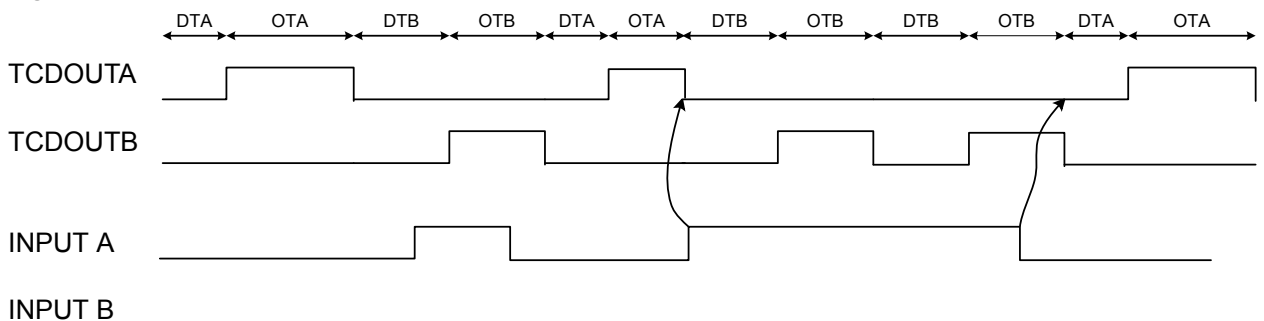 DTA OTA DTB OTB DTA OTA DTB OTB DTB OTB DTA OTA
TCDOUTA
TCDOUTB
INPUT A
INPUT B